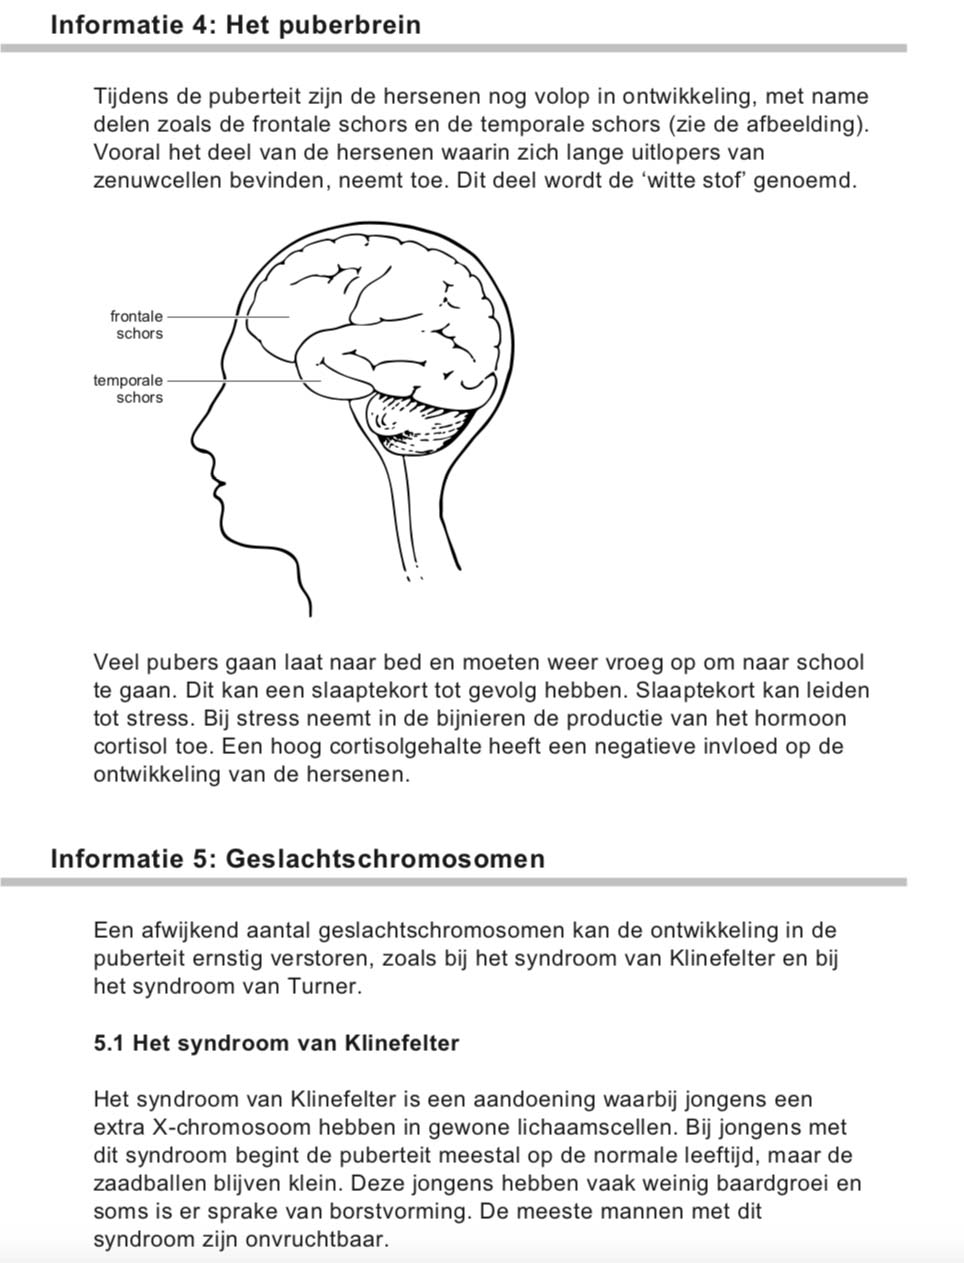 Informatie 4: Het puberbrein
Tijdens de puberteit zijn de hersenen nog volop in ontwikkeling, met name
delen zoals de frontale schors en de temporale schors (zie de afbeelding).
Vooral het deel van de hersenen waarin zich lange uitlopers van
zenuwcellen bevinden, neemt toe. Dit deel wordt de ‘witte stof’ genoemd.
frontale
schors
temporale
schors
Veel pubers gaan laat naar bed en moeten weer vroeg op om naar school
te gaan. Dit kan een slaaptekort tot gevolg hebben. Slaaptekort kan leiden
tot stress. Bij stress neemt in de bijnieren de productie van het hormoon
cortisol toe. Een hoog cortisolgehalte heeft een negatieve invloed op de
ontwikkeling van de hersenen.
Informatie 5: Geslachtschromosomen
Een afwijkend aantal geslachtschromosomen kan de ontwikkeling in de
puberteit ernstig verstoren, zoals bij het syndroom van Klinefelter en bij
het syndroom van Turner.
5.1 Het syndroom van Klinefelter
Het syndroom van Klinefelter is een aandoening waarbij jongens een
extra X-chromosoom hebben in gewone lichaamscellen. Bij jongens met
dit syndroom begint de puberteit meestal op de normale leeftijd, maar de
zaadballen blijven klein. Deze jongens hebben vaak weinig baardgroei en
soms is er sprake van borstvorming. De meeste mannen met dit
syndroom zijn onvruchtbaar.